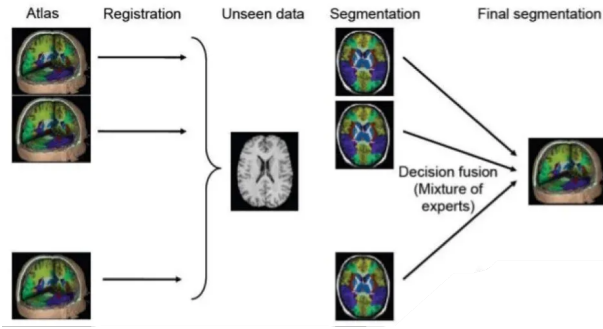 Atlas
Registration
Unseen data
Segmentation
Final segmentation
Decision fusion
(Mixture of
experts)